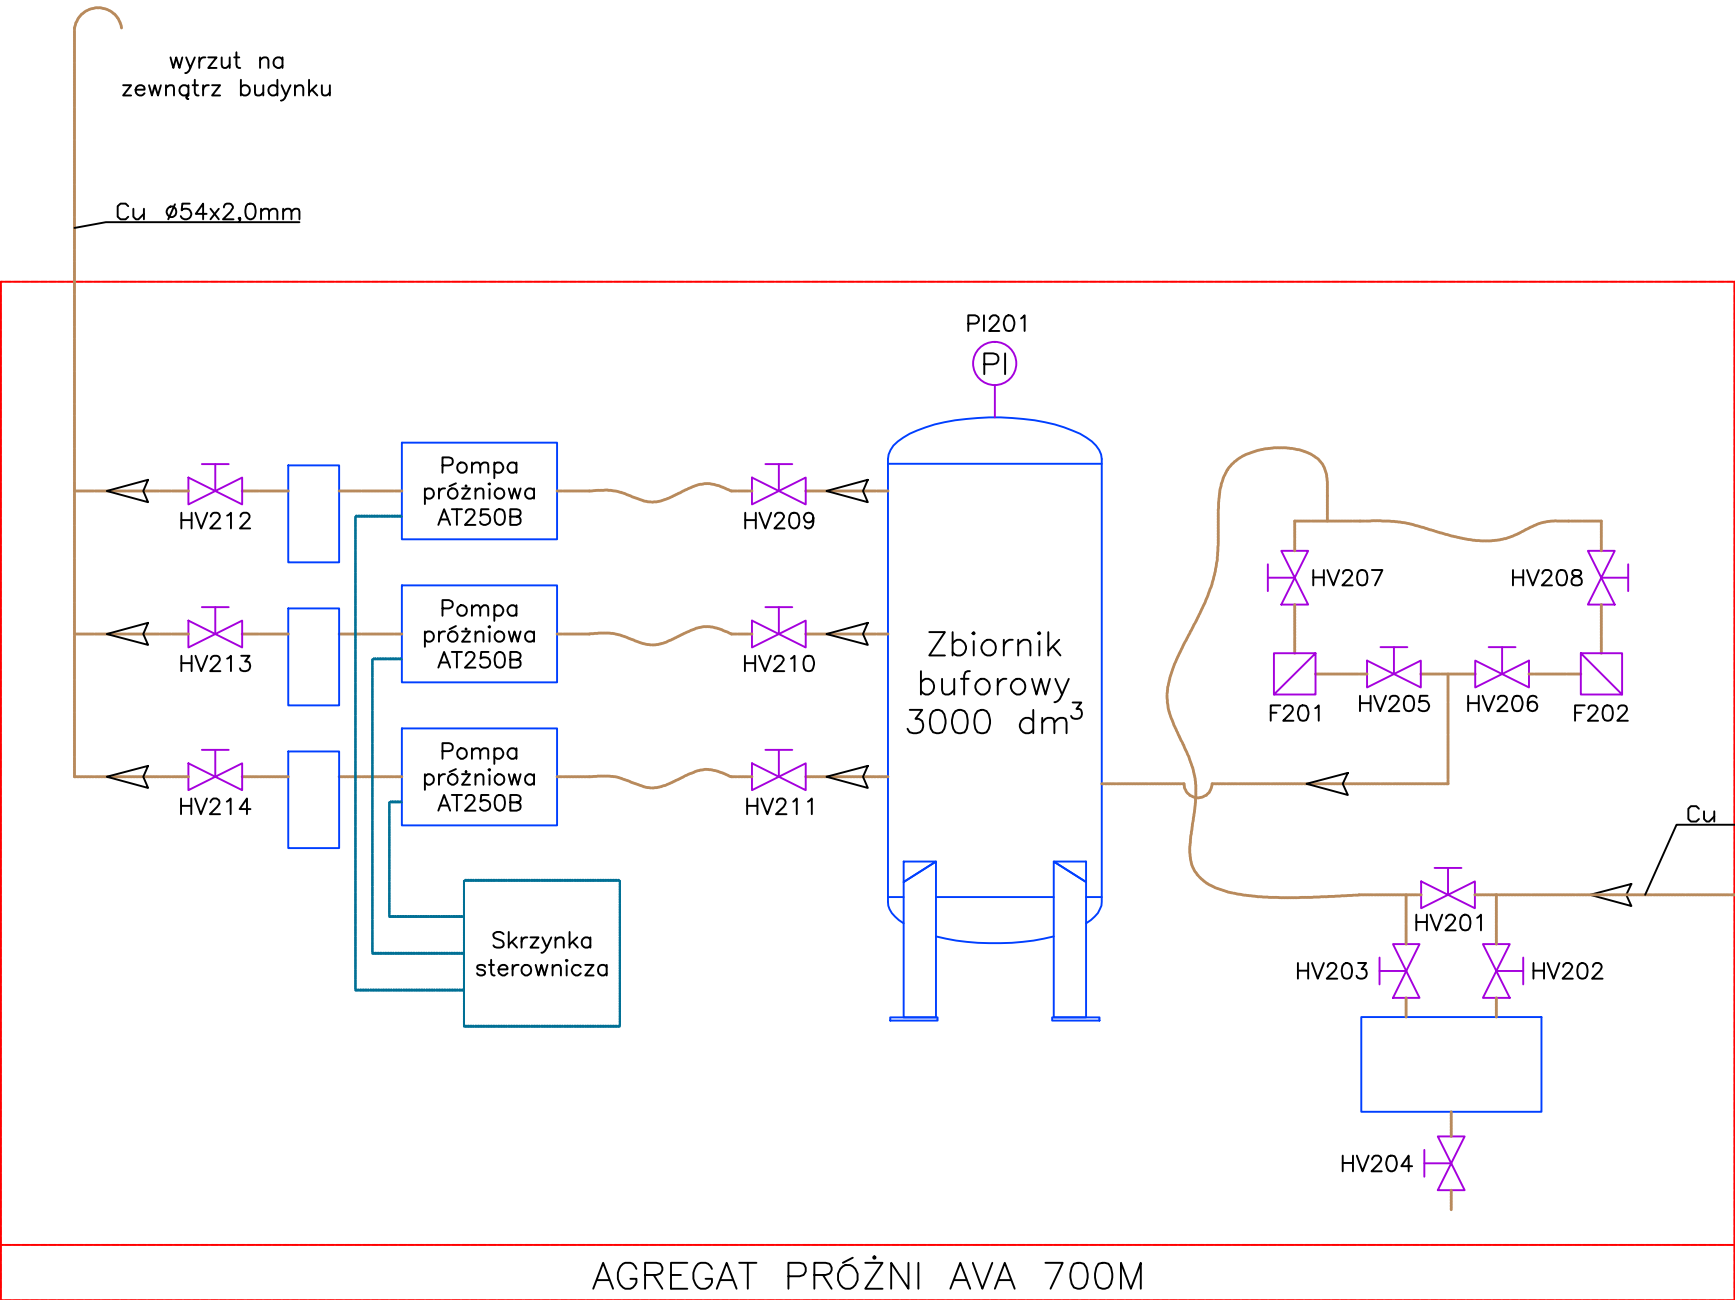 wyrzut na
zewnątrz budynku
Cu ø54x2,0mm
PI201
PI
Pompa
próżniowa
AT250B
HV212
HV209
HV207
HV208
Pompa
próżniowa
AT250B
HV213
HV210
Zbiornik
buforowy
3000 dm³
F201
HV205
HV206
F202
Pompa
próżniowa
AT250B
HV214
HV211
Cu
HV201
Skrzynka
sterownicza
HV203
HV202
HV204
AGREGAT PRÓŻNI AVA 700M